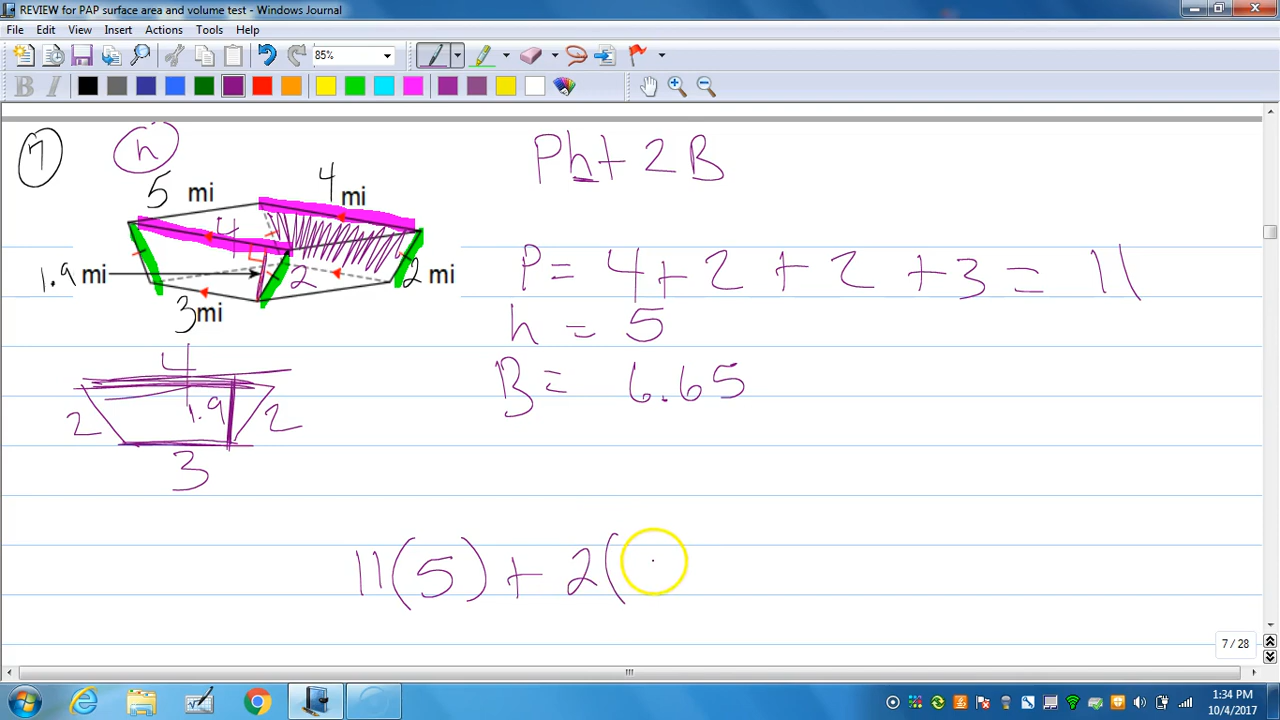 REVIEW for PAP surface area and volume test - Windows Journal
File Edit View Insert Actions Tools Help
85%
B I
7 h Ph+ 2B
5 mi 4 mi
4
1.9 mi 2 2 mi
3 mi
P = 4+ 2 + 2 +3 = 11
h = 5
B = 6.65
4
2 1.9 2
3
11(5) + 2(
7 / 28
1:34 PM
10/4/2017